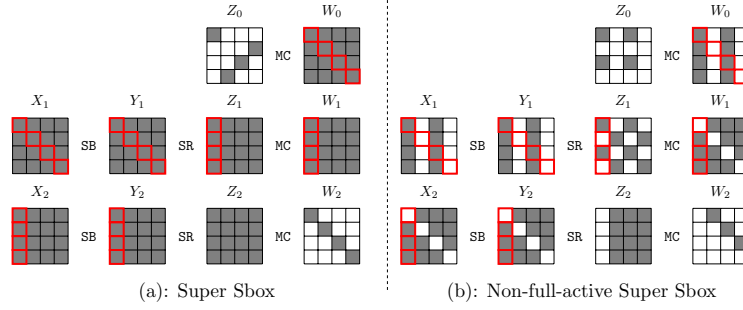 Z0 W0 Z0 W0
MC MC
X1 Y1 Z1 W1 X1 Y1 Z1 W1
SB SR MC SB SR MC
X2 Y2 Z2 W2 X2 Y2 Z2 W2
SB SR MC SB SR MC
(a): Super Sbox (b): Non-full-active Super Sbox